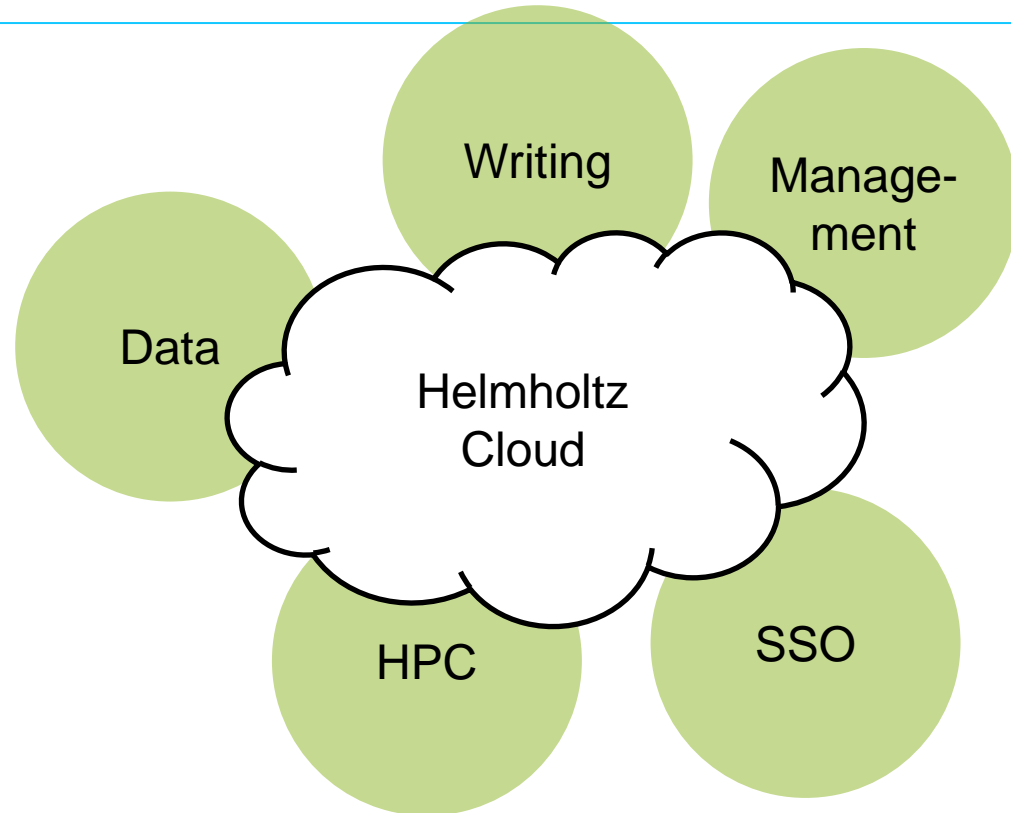 Writing
Manage-
ment
Data
Helmholtz
Cloud
HPC
SSO